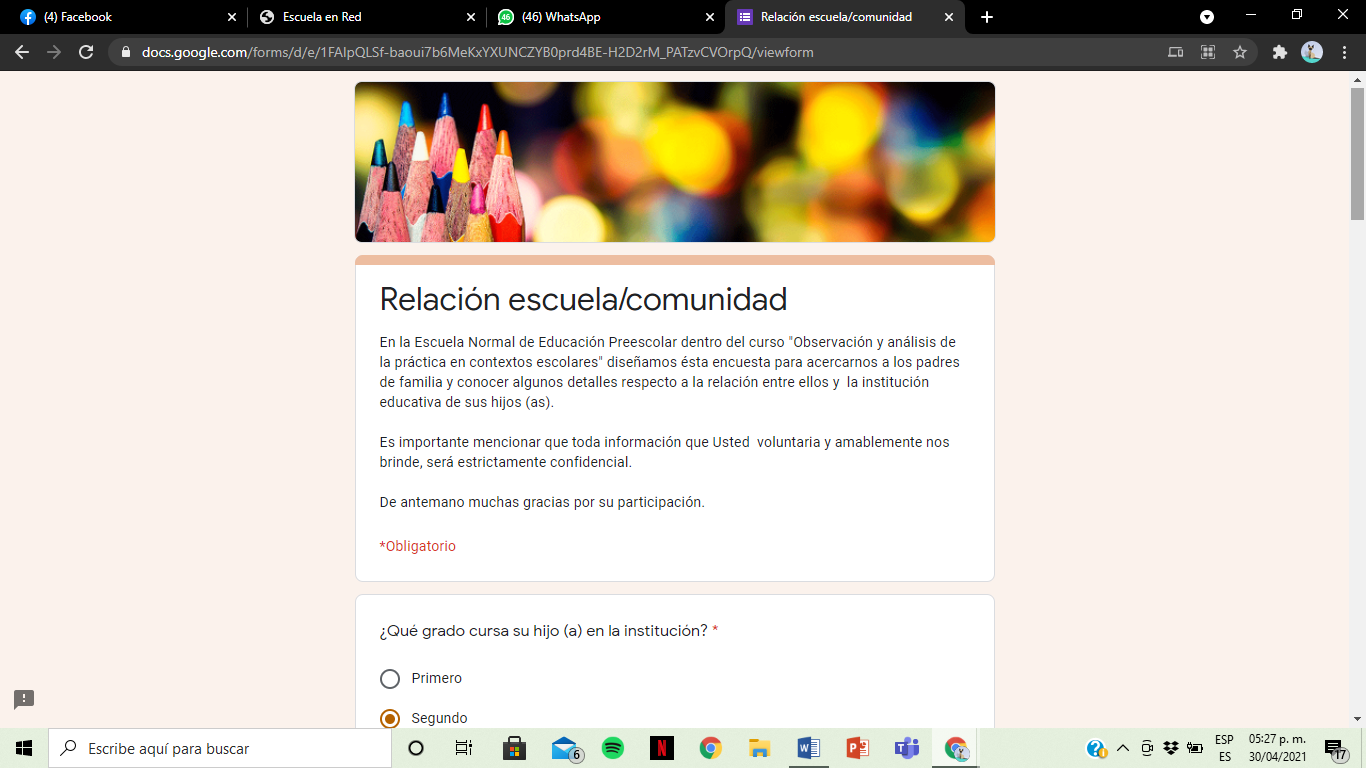 (4) Facebook
Escuela en Red
(46) WhatsApp
Relación escuela/comunidad
docs.google.com/forms/d/e/1FAIpQLSf-baoui7b6MeKxYXUNCZYB0prd4BE-H2D2rM_PATzvCVOrpQ/viewform
Relación escuela/comunidad
En la Escuela Normal de Educación Preescolar dentro del curso "Observación y análisis de
la práctica en contextos escolares" diseñamos ésta encuesta para acercarnos a los padres
de familia y conocer algunos detalles respecto a la relación entre ellos y  la institución
educativa de sus hijos (as).
Es importante mencionar que toda información que Usted  voluntaria y amablemente nos
brinde, será estrictamente confidencial.
De antemano muchas gracias por su participación.
*Obligatorio
¿Qué grado cursa su hijo (a) en la institución? *
Primero
Segundo
Escribe aquí para buscar
6
ESP
ES
05:27 p. m.
30/04/2021
17